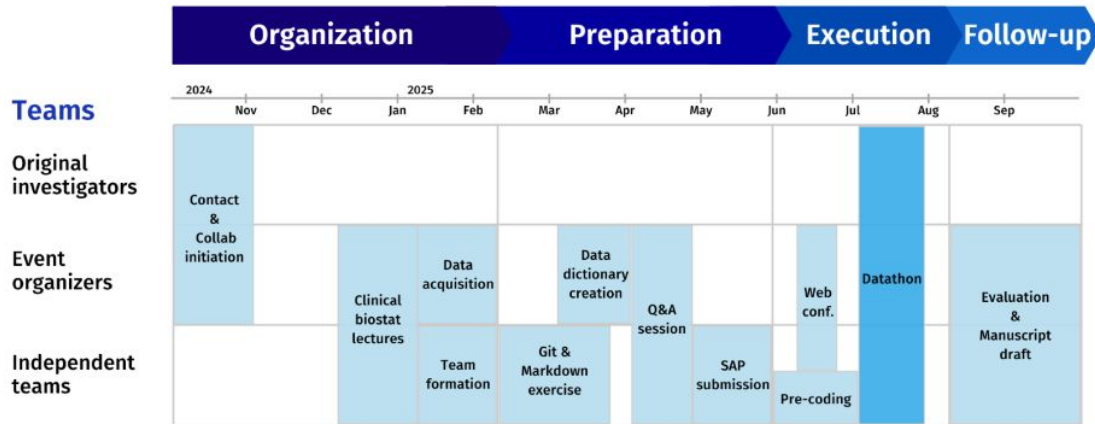 Organization Preparation Execution Follow-up
2024 2025
Teams
Nov Dec Jan Feb Mar Apr May Jun Jul Aug Sep
Original
investigators
Contact
&
Collab
initiation
Event
organizers
Clinical
biostat
lectures
Data
acquisition
Data
dictionary
creation
Q&A
session
Web
conf.
Datathon
Evaluation
&
Manuscript
draft
Independent
teams
Team
formation
Git &
Markdown
exercise
SAP
submission
Pre-coding